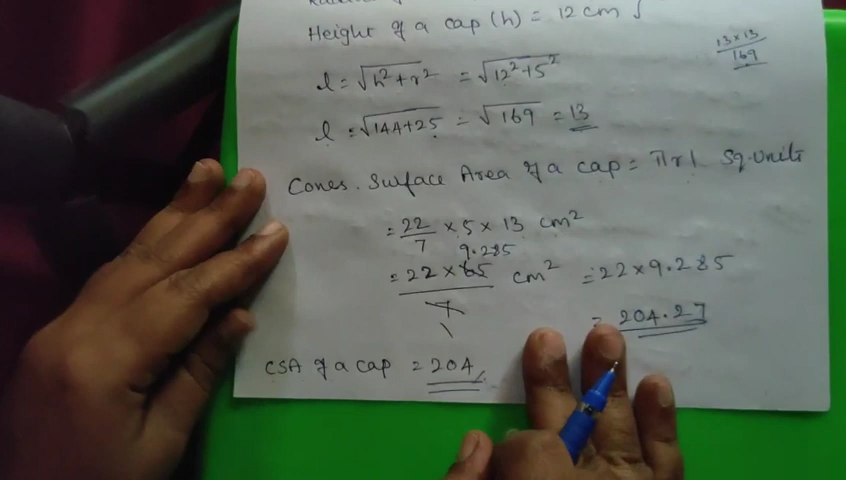 Height of a cap (h) = 12 cm
13×13
169
l = √h²+r² = √12²+5²
l = √144+25 = √169 = 13
Cones. Surface Area of a cap = πrl Sq.units
= 22/7 × 5 × 13 cm²
9.285
= 22 × 65/7 cm² = 22×9.285
1
= 204.27
CSA of a cap = 204